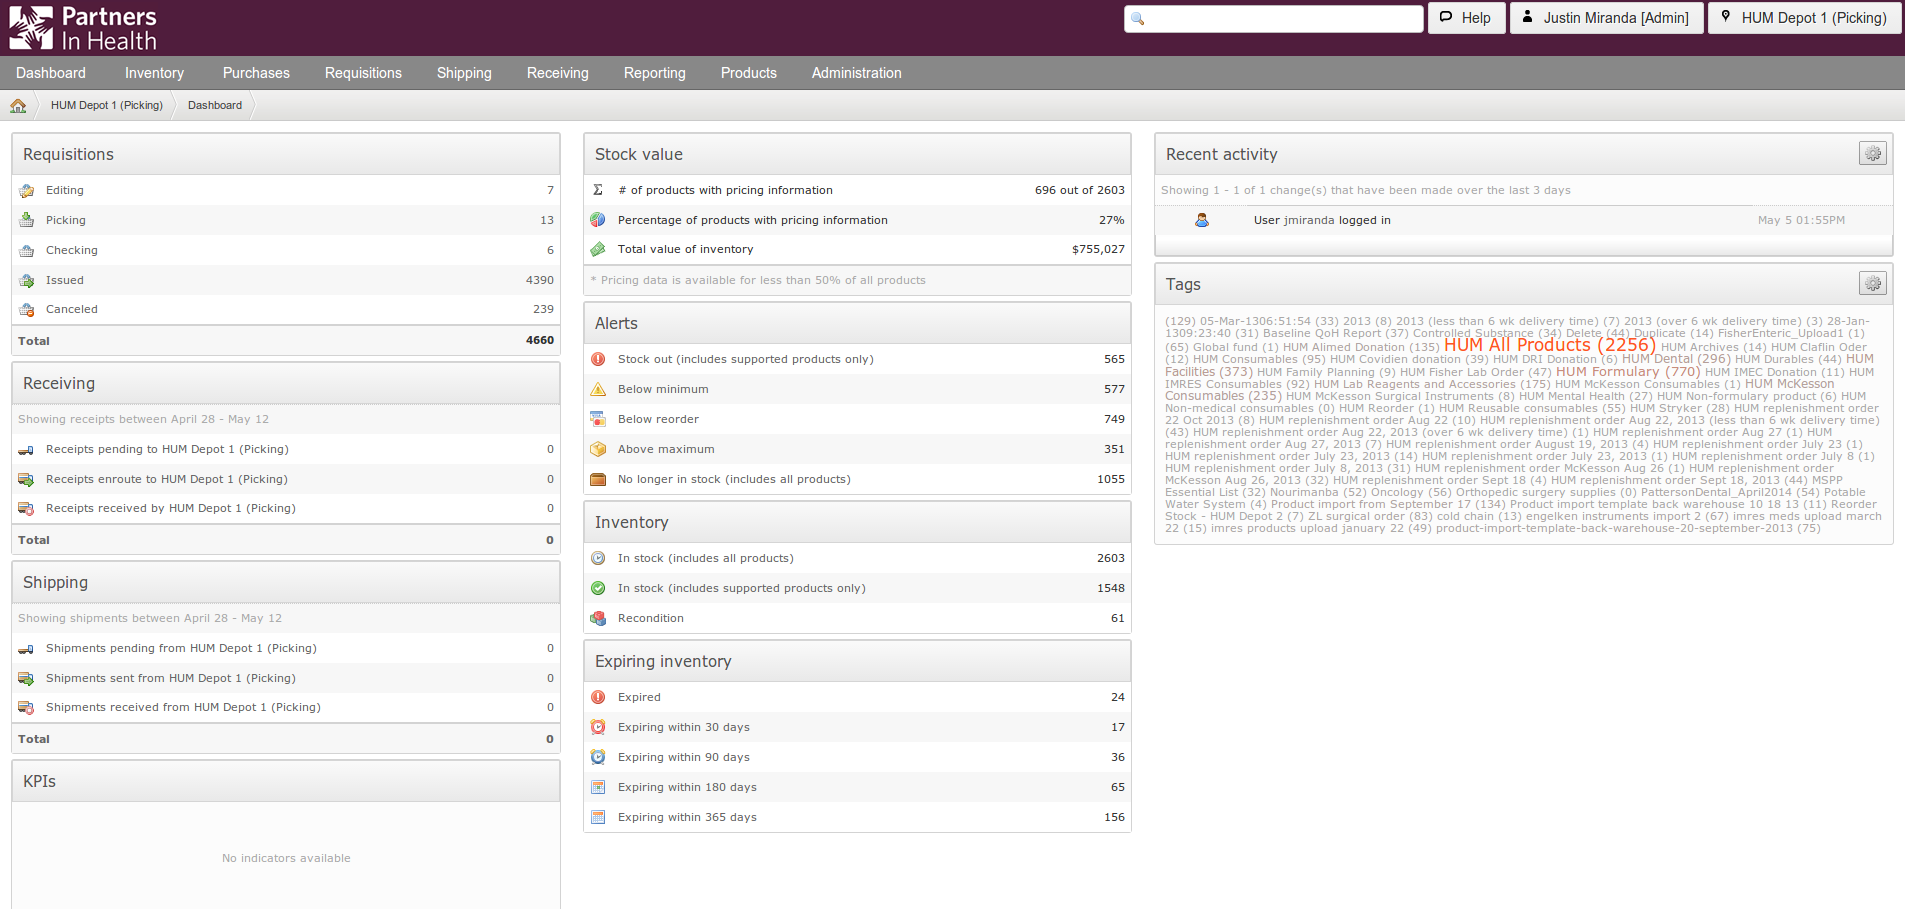 Partners
In Health
Help
Justin Miranda [Admin]
HUM Depot 1 (Picking)
Dashboard
Inventory
Purchases
Requisitions
Shipping
Receiving
Reporting
Products
Administration
HUM Depot 1 (Picking)
Dashboard
Requisitions
Editing 7
Picking 13
Checking 6
Issued 4390
Canceled 239
Total 4660
Receiving
Showing receipts between April 28 - May 12
Receipts pending to HUM Depot 1 (Picking) 0
Receipts enroute to HUM Depot 1 (Picking) 0
Receipts received by HUM Depot 1 (Picking) 0
Total 0
Shipping
Showing shipments between April 28 - May 12
Shipments pending from HUM Depot 1 (Picking) 0
Shipments sent from HUM Depot 1 (Picking) 0
Shipments received from HUM Depot 1 (Picking) 0
Total 0
KPIs
No indicators available
Stock value
# of products with pricing information 696 out of 2603
Percentage of products with pricing information 27%
Total value of inventory $755,027
* Pricing data is available for less than 50% of all products
Alerts
Stock out (includes supported products only) 565
Below minimum 577
Below reorder 749
Above maximum 351
No longer in stock (includes all products) 1055
Inventory
In stock (includes all products) 2603
In stock (includes supported products only) 1548
Recondition 61
Expiring inventory
Expired 24
Expiring within 30 days 17
Expiring within 90 days 36
Expiring within 180 days 65
Expiring within 365 days 156
Recent activity
Showing 1 - 1 of 1 change(s) that have been made over the last 3 days
User jmiranda logged in May 5 01:55PM
Tags
(129) 05-Mar-1306:51:54 (33) 2013 (8) 2013 (less than 6 wk delivery time) (7) 2013 (over 6 wk delivery time) (3) 28-Jan-
1309:23:40 (31) Baseline QoH Report (37) Controlled Substance (34) Delete (44) Duplicate (14) FisherEnteric_Upload1 (1)
(65) Global fund (1) HUM Alimed Donation (135) HUM All Products (2256) HUM Archives (14) HUM Claflin Oder
(12) HUM Consumables (95) HUM Covidien donation (39) HUM DRI Donation (6) HUM Dental (296) HUM Durables (44) HUM
Facilities (373) HUM Family Planning (9) HUM Fisher Lab Order (47) HUM Formulary (770) HUM IMEC Donation (11) HUM
IMRES Consumables (92) HUM Lab Reagents and Accessories (175) HUM McKesson Consumables (1) HUM McKesson
Consumables (235) HUM McKesson Surgical Instruments (8) HUM Mental Health (27) HUM Non-formulary product (6) HUM
Non-medical consumables (0) HUM Reorder (1) HUM Reusable consumables (55) HUM Stryker (28) HUM replenishment order
22 Oct 2013 (8) HUM replenishment order Aug 22 (10) HUM replenishment order Aug 22, 2013 (less than 6 wk delivery time)
(43) HUM replenishment order Aug 22, 2013 (over 6 wk delivery time) (1) HUM replenishment order Aug 27 (1) HUM
replenishment order Aug 27, 2013 (7) HUM replenishment order August 19, 2013 (4) HUM replenishment order July 23 (1)
HUM replenishment order July 23, 2013 (14) HUM replenishment order July 23, 2013 (1) HUM replenishment order July 8 (1)
HUM replenishment order July 8, 2013 (31) HUM replenishment order McKesson Aug 26 (1) HUM replenishment order
McKesson Aug 26, 2013 (32) HUM replenishment order Sept 18 (4) HUM replenishment order Sept 18, 2013 (44) MSPP
Essential List (32) Nourimanba (52) Oncology (56) Orthopedic surgery supplies (0) PattersonDental_April2014 (54) Potable
Water System (4) Product import from September 17 (134) Product import template back warehouse 10 18 13 (11) Reorder
Stock - HUM Depot 2 (7) ZL surgical order (83) cold chain (13) engelken instruments import 2 (67) imres meds upload march
22 (15) imres products upload january 22 (49) product-import-template-back-warehouse-20-september-2013 (75)